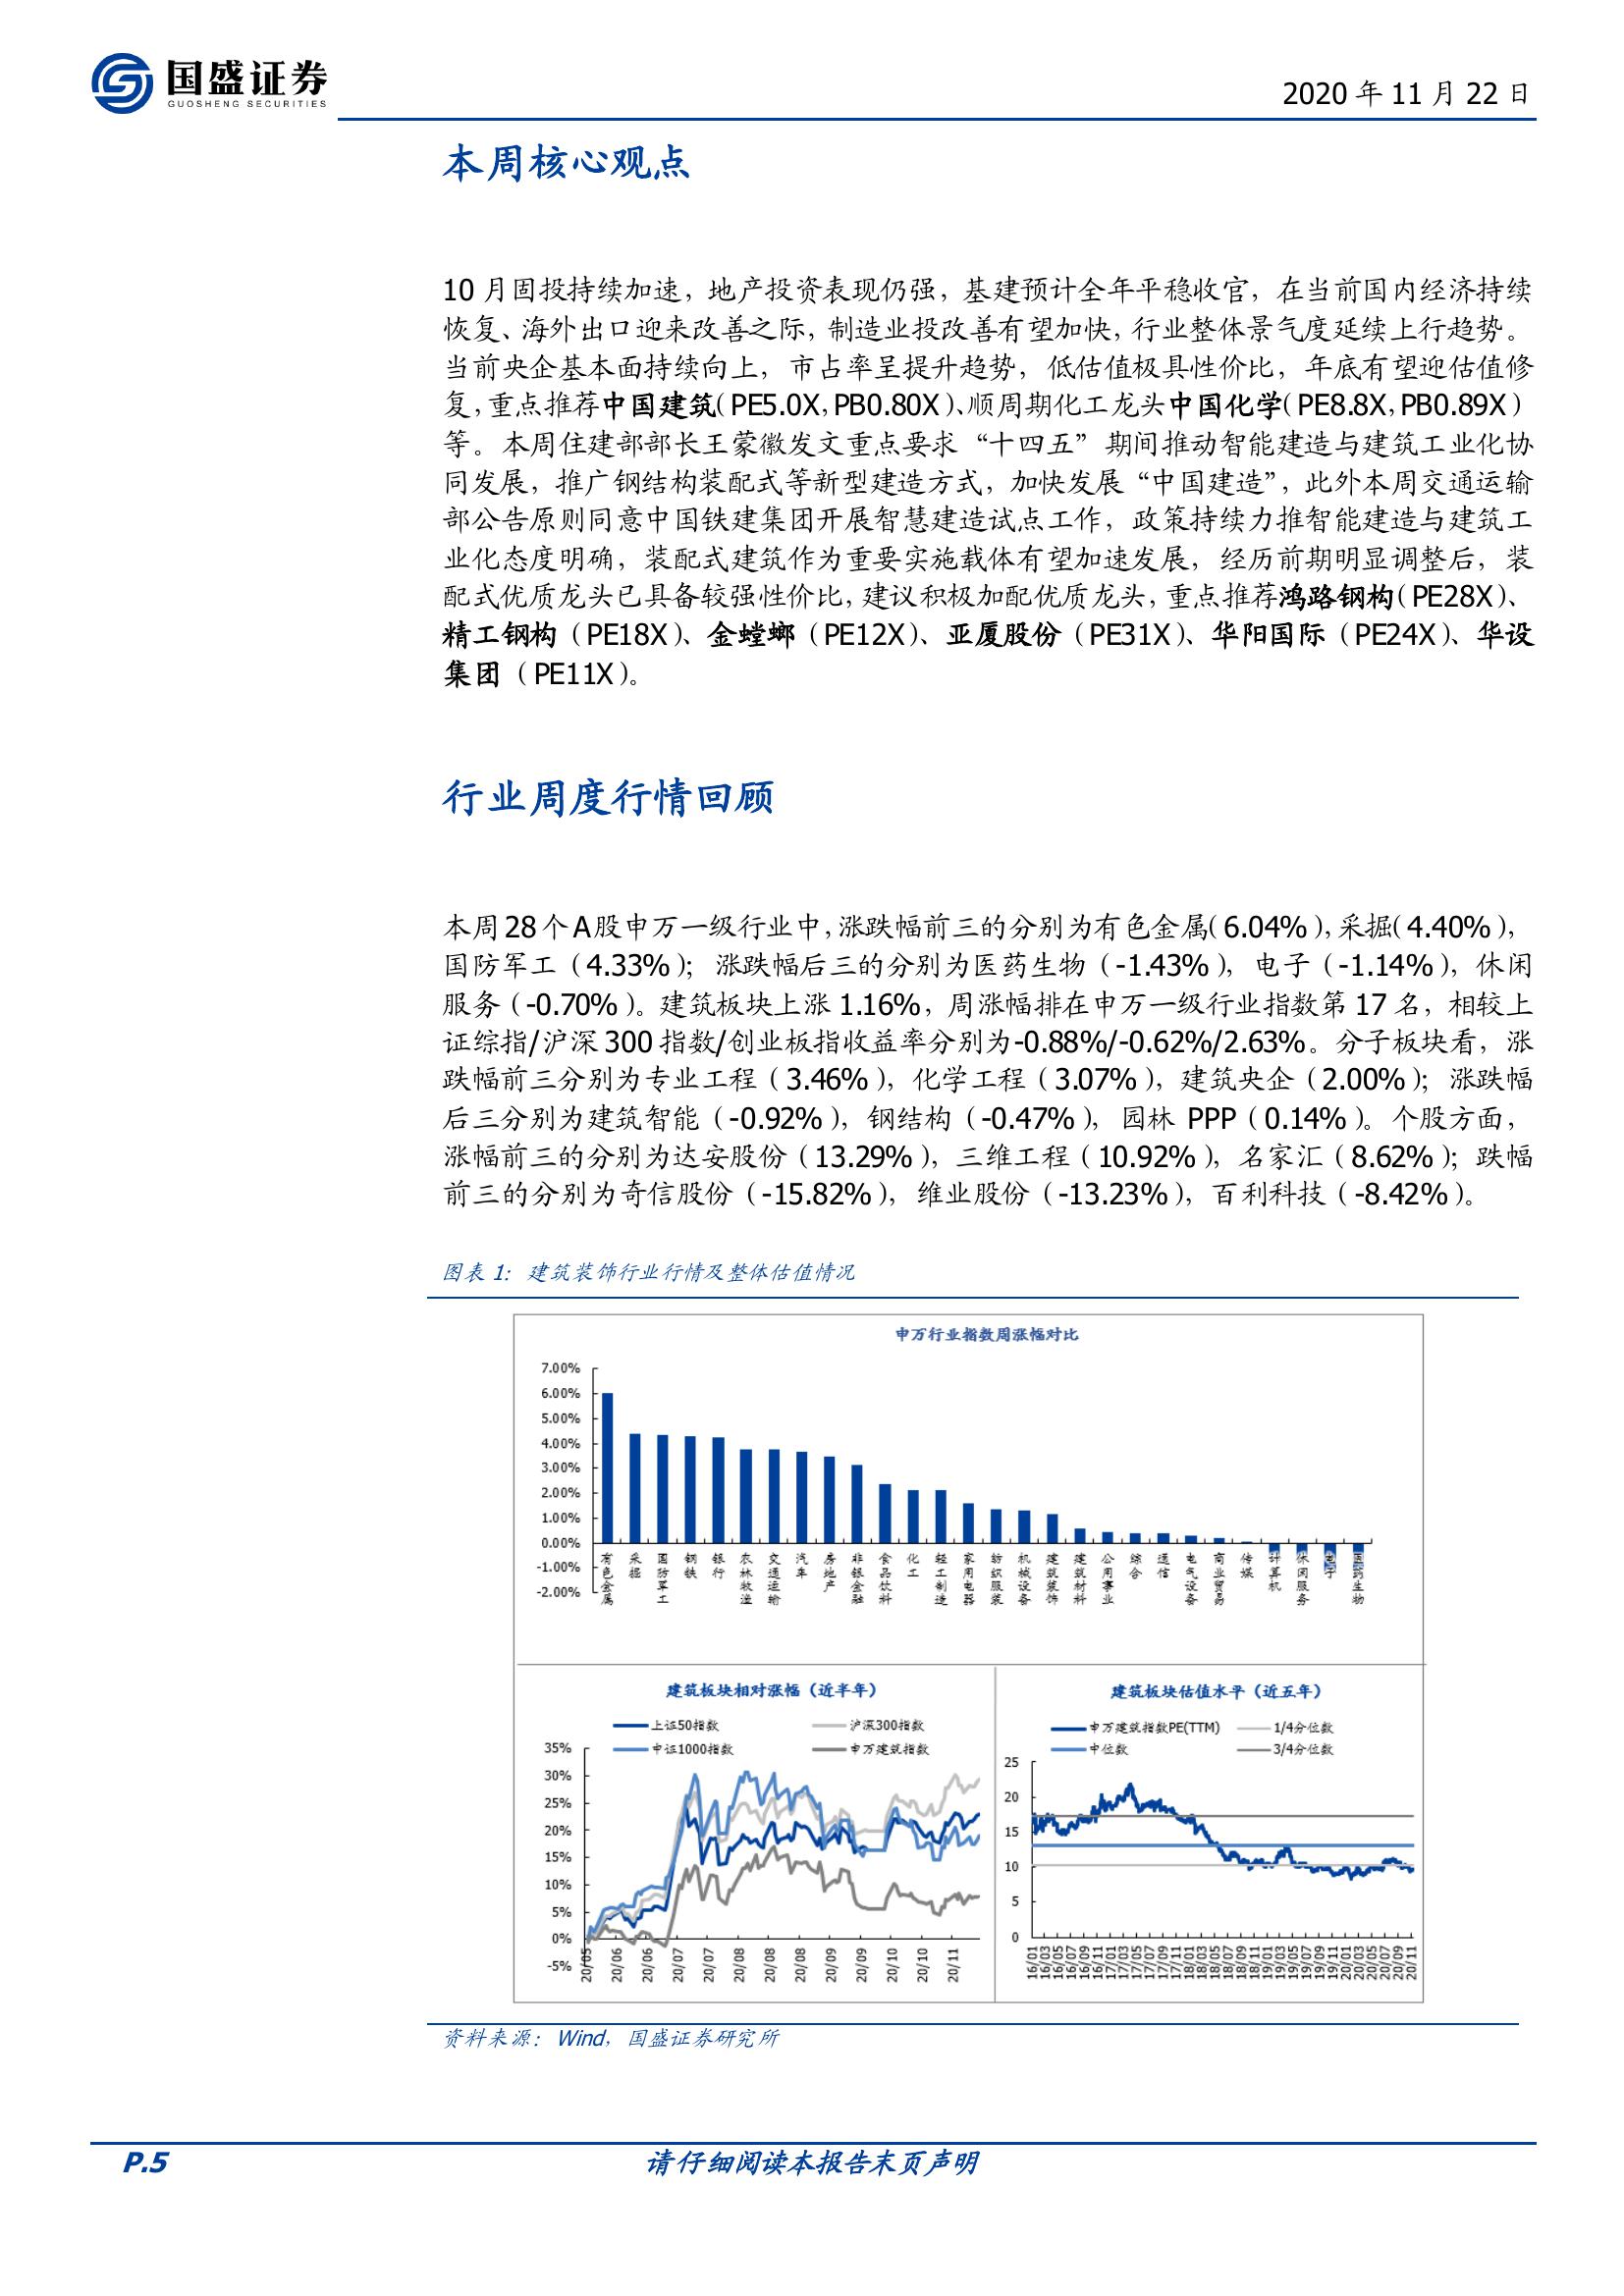 国盛证券
GUOSHENG SECURITIES
2020 年 11 月 22 日
本周核心观点
10 月固投持续加速，地产投资表现仍强，基建预计全年平稳收官，在当前国内经济持续
恢复、海外出口迎来改善之际，制造业投改善有望加快，行业整体景气度延续上行趋势。
当前央企基本面持续向上，市占率呈提升趋势，低估值极具性价比，年底有望迎估值修
复，重点推荐中国建筑（PE5.0X，PB0.80X）、顺周期化工龙头中国化学（PE8.8X，PB0.89X）
等。本周住建部部长王蒙徽发文重点要求“十四五”期间推动智能建造与建筑工业化协
同发展，推广钢结构装配式等新型建造方式，加快发展“中国建造”，此外本周交通运输
部公告原则同意中国铁建集团开展智慧建造试点工作，政策持续力推智能建造与建筑工
业化态度明确，装配式建筑作为重要实施载体有望加速发展，经历前期明显调整后，装
配式优质龙头已具备较强性价比，建议积极加配优质龙头，重点推荐鸿路钢构（PE28X）、
精工钢构（PE18X）、金螳螂（PE12X）、亚厦股份（PE31X）、华阳国际（PE24X）、华设
集团（PE11X）。
行业周度行情回顾
本周 28 个 A 股申万一级行业中，涨跌幅前三的分别为有色金属（6.04%），采掘（4.40%），
国防军工（4.33%）；涨跌幅后三的分别为医药生物（-1.43%），电子（-1.14%），休闲
服务（-0.70%）。建筑板块上涨 1.16%，周涨幅排在申万一级行业指数第 17 名，相较上
证综指/沪深 300 指数/创业板指收益率分别为-0.88%/-0.62%/2.63%。分子板块看，涨
跌幅前三分别为专业工程（3.46%），化学工程（3.07%），建筑央企（2.00%）；涨跌幅
后三分别为建筑智能（-0.92%），钢结构（-0.47%），园林 PPP（0.14%）。个股方面，
涨幅前三的分别为达安股份（13.29%），三维工程（10.92%），名家汇（8.62%）；跌幅
前三的分别为奇信股份（-15.82%），维业股份（-13.23%），百利科技（-8.42%）。
图表 1：建筑装饰行业行情及整体估值情况
申万行业指数周涨幅对比
7.00%
6.00%
5.00%
4.00%
3.00%
2.00%
1.00%
0.00%
-1.00%
-2.00%
有色金属 采掘 国防军工 钢铁 银行 农林牧渔 交通运输 汽车 房地产 非银金融 食品饮料 化工 轻工制造 家用电器 纺织服装 机械设备 建筑装饰 建筑材料 公用事业 综合 通信 电气设备 商业贸易 传媒 计算机 休闲服务 电子 医药生物
建筑板块相对涨幅（近半年）
上证50指数 沪深300指数
中证1000指数 申万建筑指数
35%
30%
25%
20%
15%
10%
5%
0%
-5%
20/05 20/06 20/06 20/07 20/07 20/08 20/08 20/08 20/09 20/09 20/10 20/10 20/11
建筑板块估值水平（近五年）
申万建筑指数PE(TTM) 1/4分位数
中位数 3/4分位数
25
20
15
10
5
0
16/01 16/03 16/05 16/07 16/09 16/11 17/01 17/03 17/05 17/07 17/09 17/11 18/01 18/03 18/05 18/07 18/09 18/11 19/01 19/03 19/05 19/07 19/09 19/11 20/01 20/03 20/05 20/07 20/09 20/11
资料来源：Wind，国盛证券研究所
P.5
请仔细阅读本报告末页声明